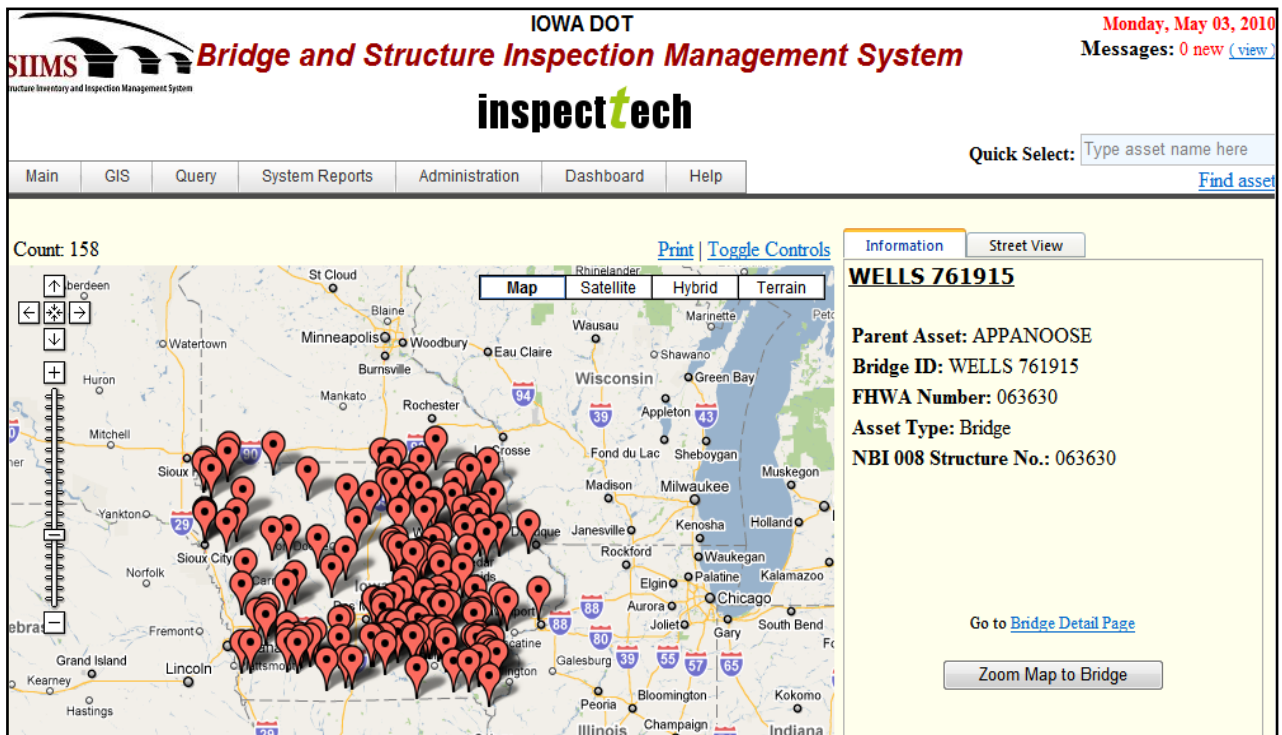 IOWA DOT
Monday, May 03, 2010
SIIMS
Bridge and Structure Inspection Management System
Messages: 0 new (view)
Inventory and Inspection Management System
inspecttech
Quick Select: Type asset name here
Main GIS Query System Reports Administration Dashboard Help
Find asset
Count: 158
Print | Toggle Controls
Information Street View
Map Satellite Hybrid Terrain
WELLS 761915
Parent Asset: APPANOOSE
Bridge ID: WELLS 761915
FHWA Number: 063630
Asset Type: Bridge
NBI 008 Structure No.: 063630
Go to Bridge Detail Page
Zoom Map to Bridge
St Cloud
Rhinelander
Blaine
Marinette
Wausau
Watertown
Minneapolis
Woodbury
Eau Claire
Shawano
Burnsville
Wisconsin
Green Bay
Huron
94
Mankato
Rochester
39
Appleton
43
Mitchell
90
Fond du Lac
Sheboygan
Muskegon
Sioux
Madison
Milwaukee
Yankton
29
Janesville
Kenosha
Holland
Sioux City
Rockford
Waukegan
Norfolk
Elgin
Palatine
Kalamazoo
88
Aurora
Chicago
Fremont
88
Joliet
Gary
South Bend
80
Grand Island
Lincoln
Galesburg
39
55
57
65
Kearney
Bloomington
Kokomo
Hastings
Peoria
29
Illinois
Champaign
Indiana